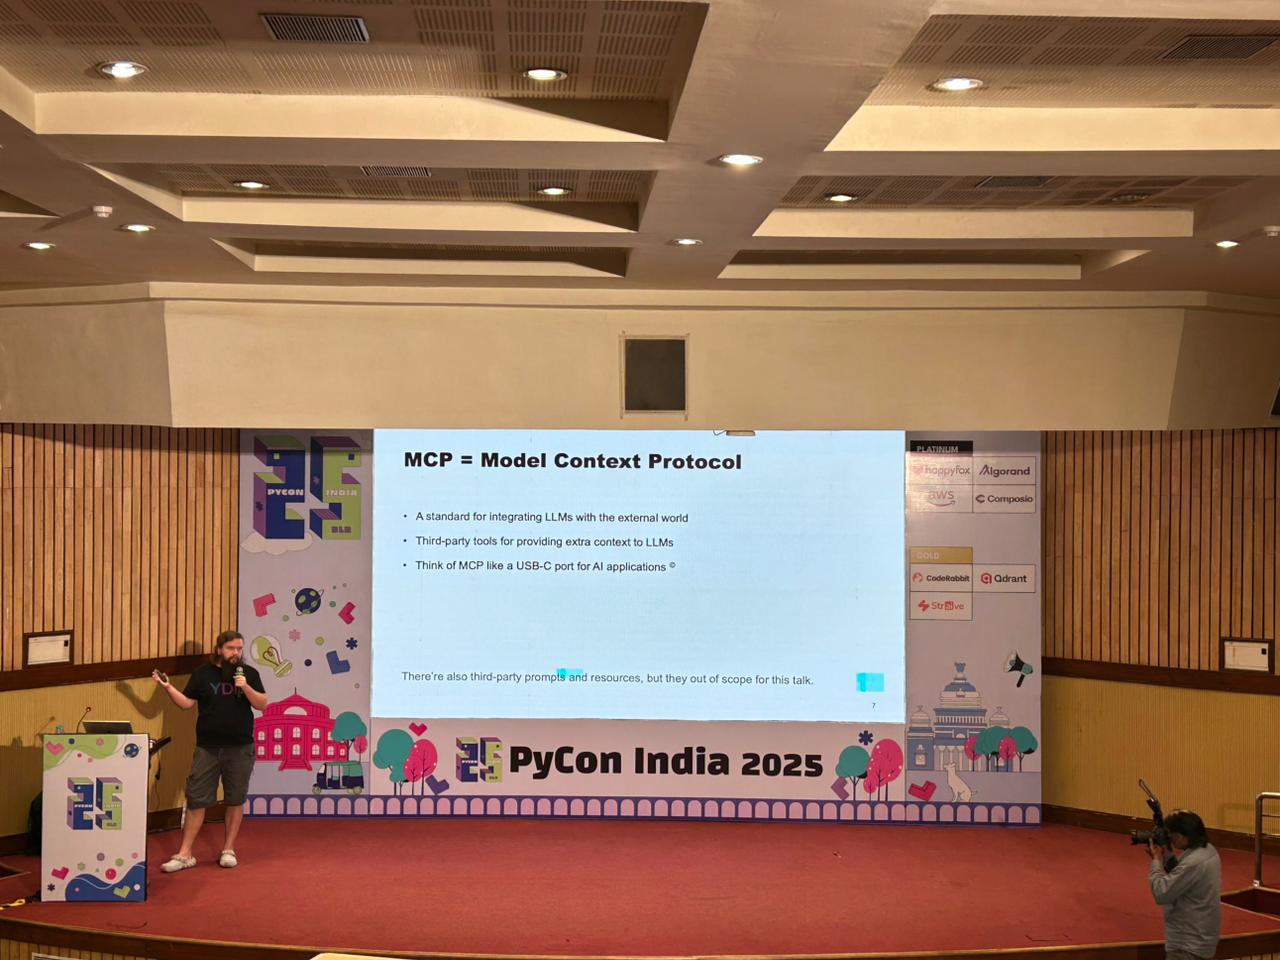 MCP = Model Context Protocol
• A standard for integrating LLMs with the external world
• Third-party tools for providing extra context to LLMs
• Think of MCP like a USB-C port for AI applications
There're also third-party prompts and resources, but they out of scope for this talk.
7
PYCON INDIA
BLR
PLATINUM
happyfox
Algorand
aws
Composio
GOLD
CodeRabbit
Qdrant
Straive
YDB
PyCon India 2025